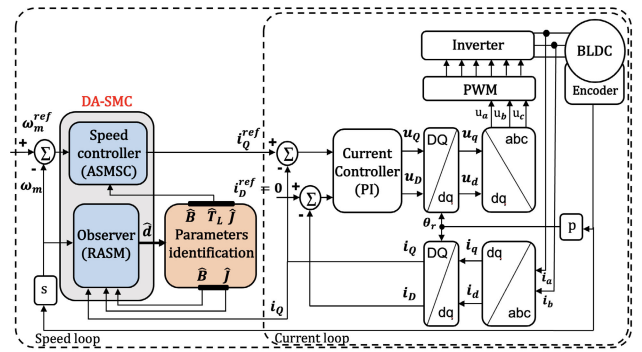 Inverter
BLDC
Encoder
PWM
u_a u_b u_c
DA-SMC
ω_m^{ref}
+
Σ
-
ω_m
Speed
controller
(ASMSC)
i_Q^{ref}
+
Σ
-
i_D^{ref} = 0
+
Σ
-
Current
Controller
(PI)
u_Q
u_D
DQ
dq
u_q
u_d
abc
dq
B̂ T̂_L Ĵ
Observer
(RASM)
d̂
Parameters
identification
B̂ Ĵ
θ_r
p
i_Q
i_D
DQ
dq
i_q
i_d
dq
abc
i_a
i_b
s
i_Q
Speed loop
Current loop